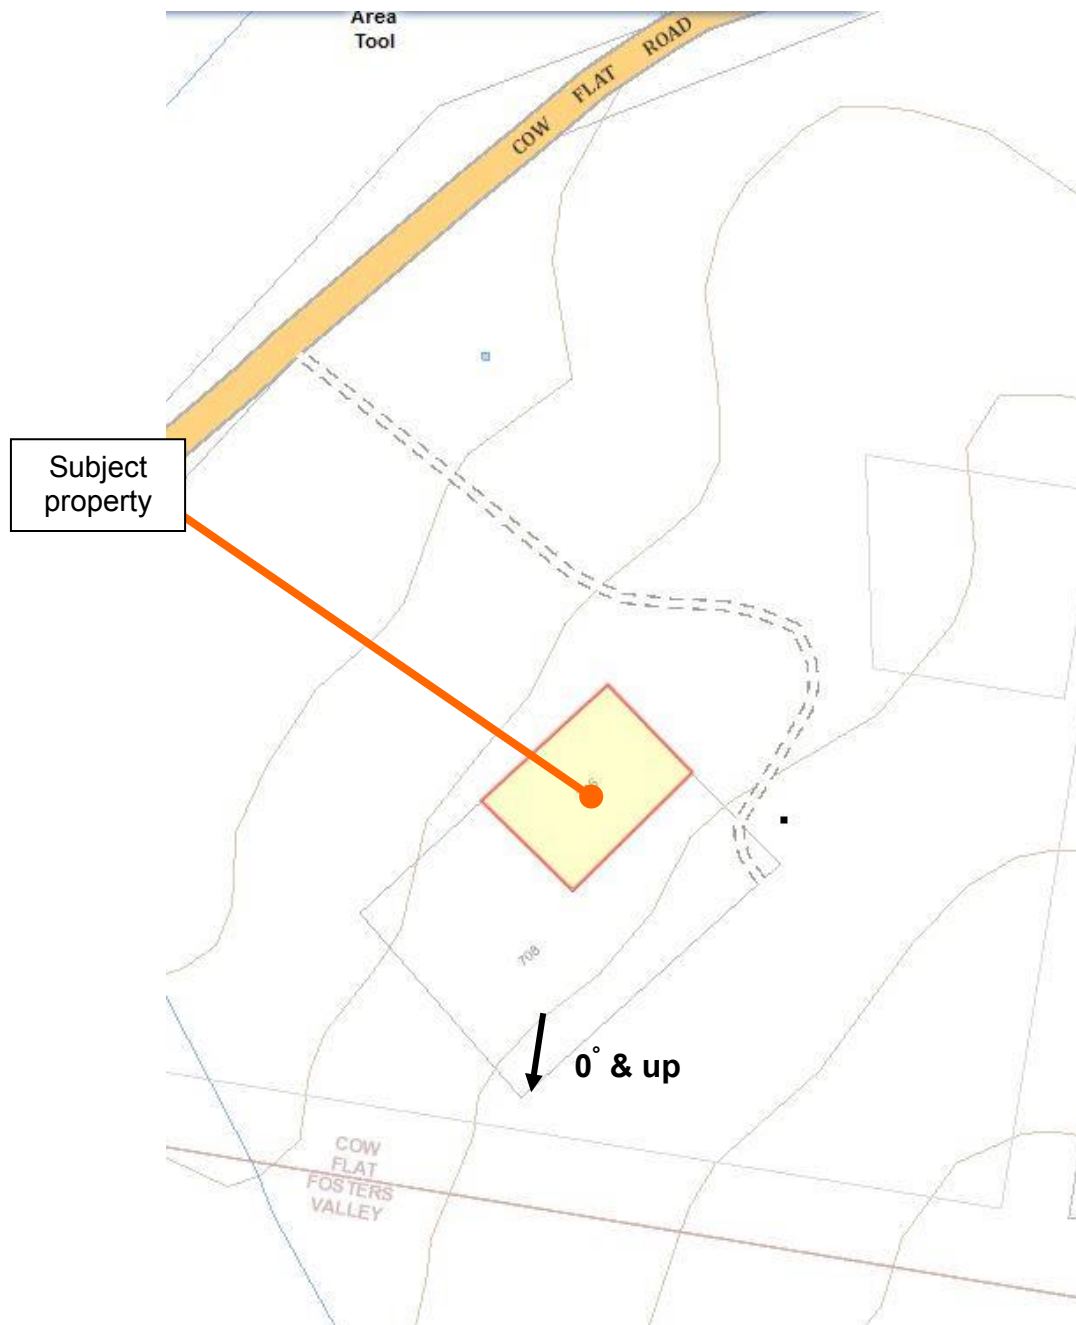 Area
Tool
COW FLAT ROAD
Subject
property
708
0° & up
COW
FLAT
FOSTERS
VALLEY